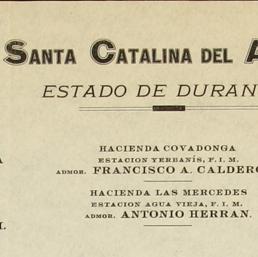 SANTA CATALINA DEL A
ESTADO DE DURAN
HACIENDA COVADONGA
ESTACION YERBANÍS, F. I. M.
ADMOR. FRANCISCO A. CALDERO
HACIENDA LAS MERCEDES
ESTACION AGUA VIEJA, F. I. M.
ADMOR. ANTONIO HERRAN.